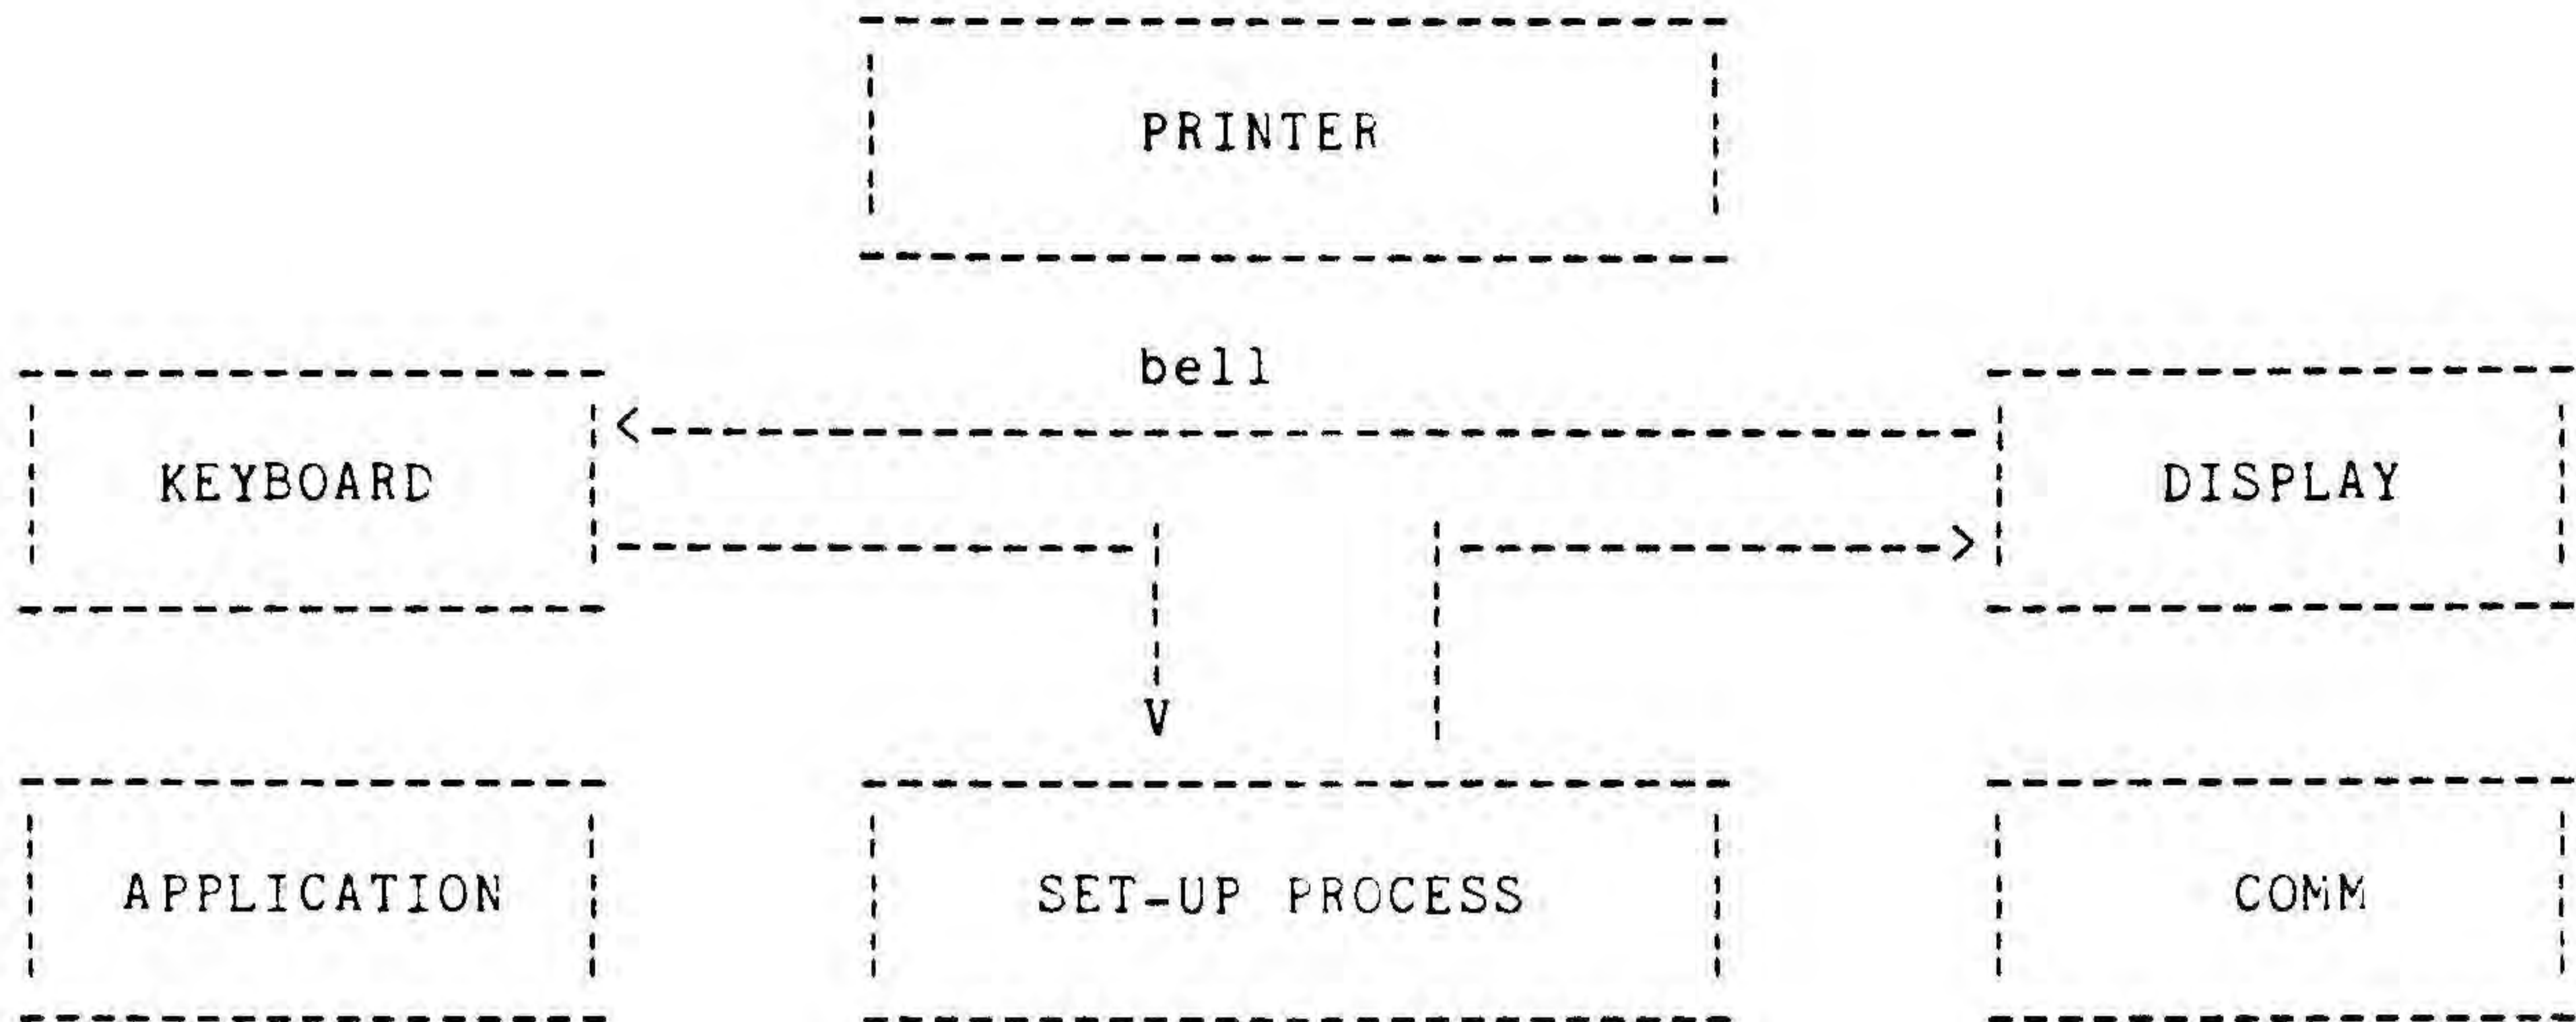 PRINTER
bell
KEYBOARD DISPLAY
V
APPLICATION SET-UP PROCESS COMM